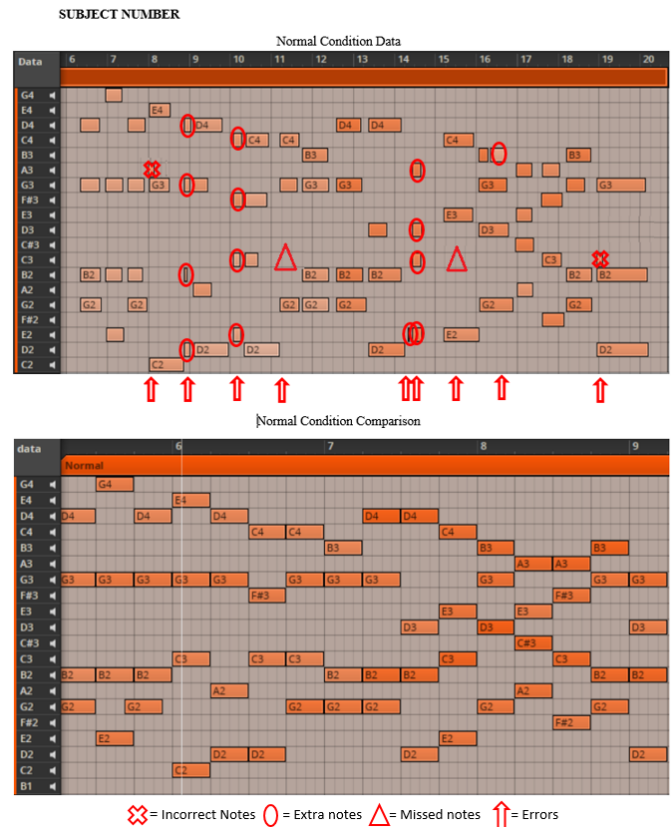 SUBJECT NUMBER
Normal Condition Data
Data 6 7 8 9 10 11 12 13 14 15 16 17 18 19 20
G4
E4 E4
D4 D4 D4 D4
C4 C4 C4 C4
B3 B3 B3
A3
G3 G3 G3 G3 G3 G3
F#3
E3 E3
D3 D3
C#3
C3 C3
B2 B2 B2 B2 B2 B2 B2
A2
G2 G2 G2 G2 G2 G2 G2 G2
F#2
E2 E2
D2 D2 D2 D2 D2
C2 C2
Normal Condition Comparison
data 6 7 8 9
Normal
G4 G4
E4 E4
D4 D4 D4 D4 D4 D4
C4 C4 C4 C4
B3 B3 B3 B3
A3 A3 A3
G3 G3 G3 G3 G3 G3 G3 G3 G3 G3 G3 G3
F#3 F#3 F#3
E3 E3 E3
D3 D3 D3 D3
C#3 C#3
C3 C3 C3 C3 C3 C3
B2 B2 B2 B2 B2 B2 B2 B2 B2
A2 A2 A2
G2 G2 G2 G2 G2 G2 G2 G2
F#2 F#2
E2 E2 E2
D2 D2 D2 D2 D2
C2 C2
B1
= Incorrect Notes = Extra notes = Missed notes = Errors